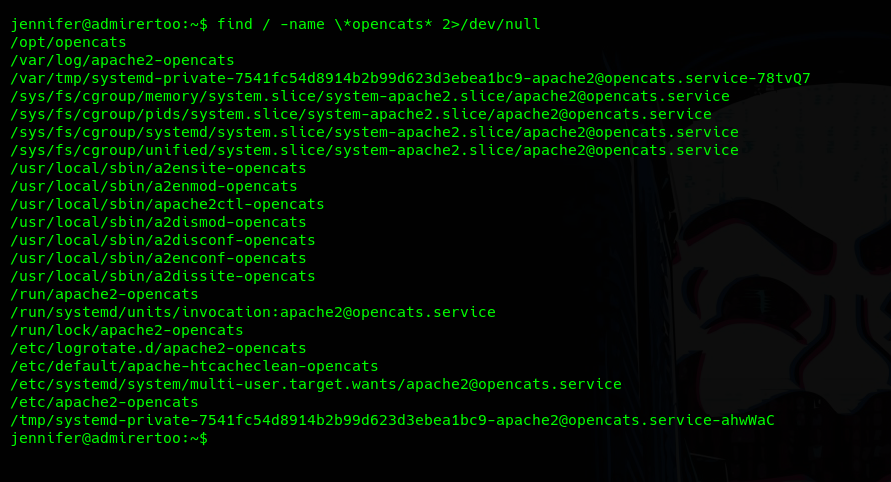 jennifer@admirertoo:~$ find / -name \*opencats* 2>/dev/null
/opt/opencats
/var/log/apache2-opencats
/var/tmp/systemd-private-7541fc54d8914b2b99d623d3ebea1bc9-apache2@opencats.service-78tvQ7
/sys/fs/cgroup/memory/system.slice/system-apache2.slice/apache2@opencats.service
/sys/fs/cgroup/pids/system.slice/system-apache2.slice/apache2@opencats.service
/sys/fs/cgroup/systemd/system.slice/system-apache2.slice/apache2@opencats.service
/sys/fs/cgroup/unified/system.slice/system-apache2.slice/apache2@opencats.service
/usr/local/sbin/a2ensite-opencats
/usr/local/sbin/a2enmod-opencats
/usr/local/sbin/apache2ctl-opencats
/usr/local/sbin/a2dismod-opencats
/usr/local/sbin/a2disconf-opencats
/usr/local/sbin/a2enconf-opencats
/usr/local/sbin/a2dissite-opencats
/run/apache2-opencats
/run/systemd/units/invocation:apache2@opencats.service
/run/lock/apache2-opencats
/etc/logrotate.d/apache2-opencats
/etc/default/apache-htcacheclean-opencats
/etc/systemd/system/multi-user.target.wants/apache2@opencats.service
/etc/apache2-opencats
/tmp/systemd-private-7541fc54d8914b2b99d623d3ebea1bc9-apache2@opencats.service-ahwWaC
jennifer@admirertoo:~$